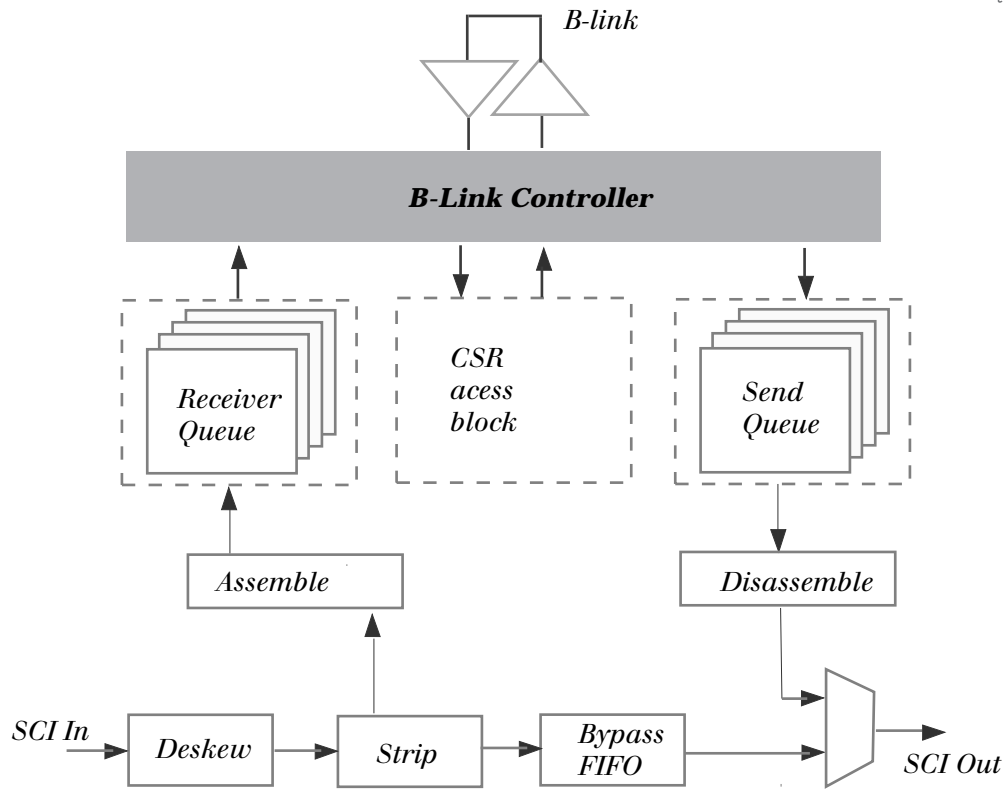 B-link
B-Link Controller
Receiver
Queue
CSR
acess
block
Send
Queue
Assemble
Disassemble
SCI In
Deskew
Strip
Bypass
FIFO
SCI Out